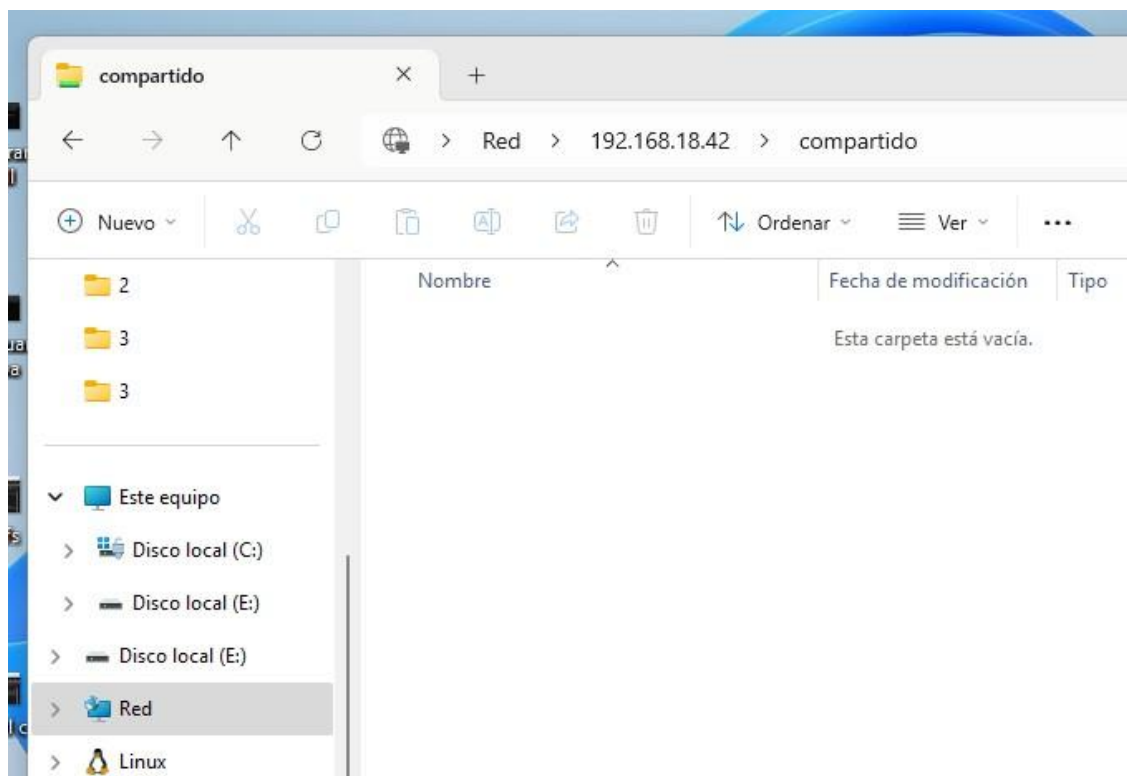 compartido
Red > 192.168.18.42 > compartido
Nuevo Ordenar Ver
Nombre Fecha de modificación Tipo
Esta carpeta está vacía.
2
3
3
Este equipo
Disco local (C:)
Disco local (E:)
Disco local (E:)
Red
Linux